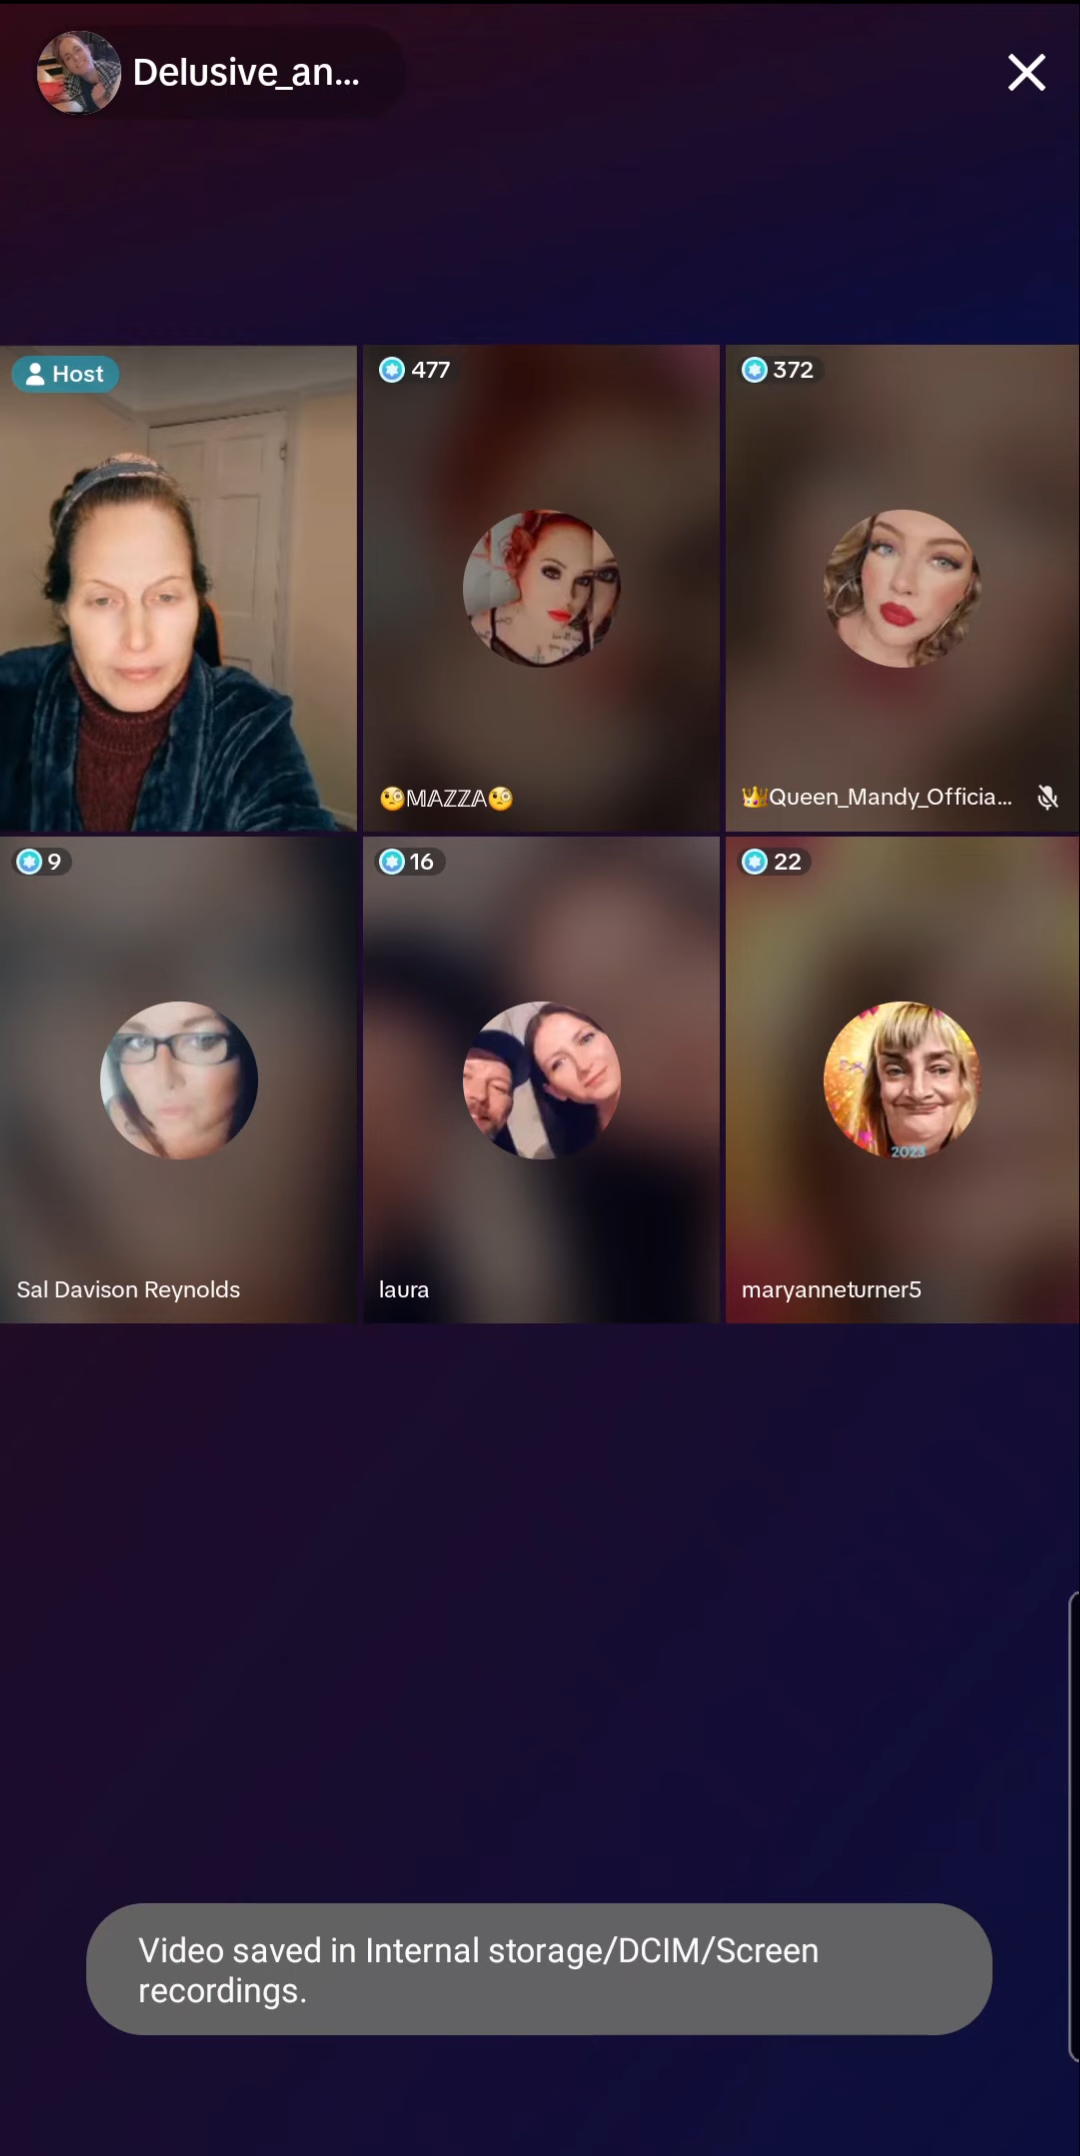 Delusive_an...
Host
477
372
🧐MAZZA🧐
👑Queen_Mandy_Officia...
9
16
22
2023
Sal Davison Reynolds
laura
maryanneturner5
Video saved in Internal storage/DCIM/Screen
recordings.